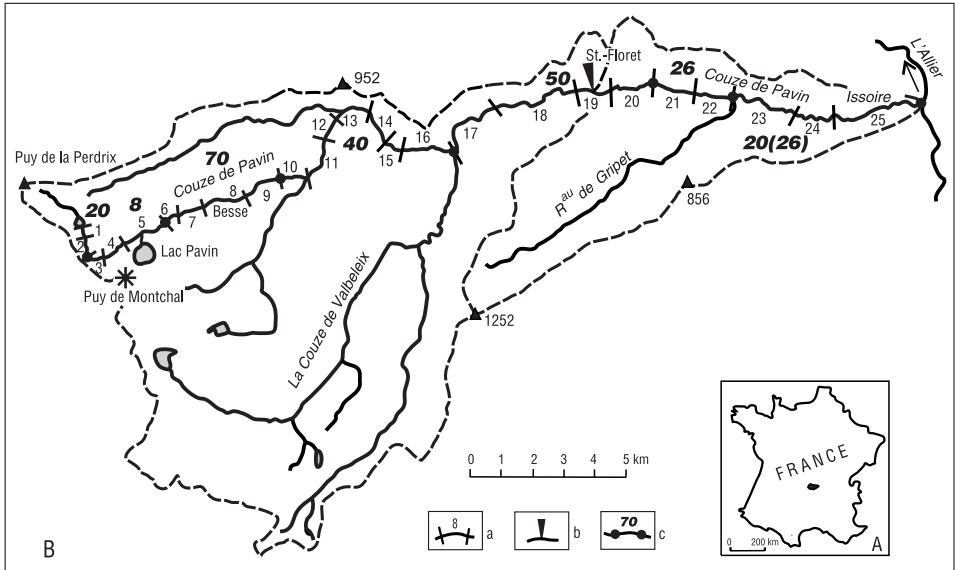 952
L'Allier
St.-Floret
50
26
Couze de Pavin
Issoire
19
20
21
22
23
24
25
20(26)
14
13
12
40
16
15
17
18
11
Puy de la Perdrix
70
Couze de Pavin
10
9
8
Besse
7
6
5
8
20
1
2
3
4
Lac Pavin
Puy de Montchal
R^au de Gripet
856
1252
La Couze de Valbeleix
0 1 2 3 4 5 km
8
a
b
70
c
FRANCE
0 200 km
A
B